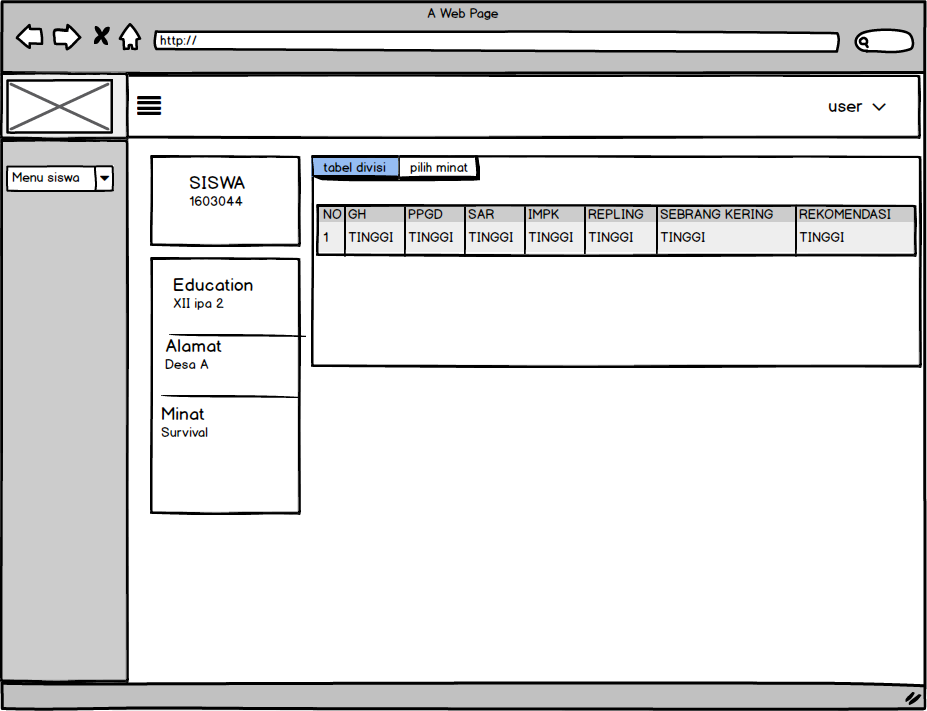 A Web Page
http://
user
Menu siswa
SISWA
1603044
Education
XII ipa 2
Alamat
Desa A
Minat
Survival
tabel divisi pilih minat
NO GH PPGD SAR IMPK REPLING SEBRANG KERING REKOMENDASI
1 TINGGI TINGGI TINGGI TINGGI TINGGI TINGGI TINGGI